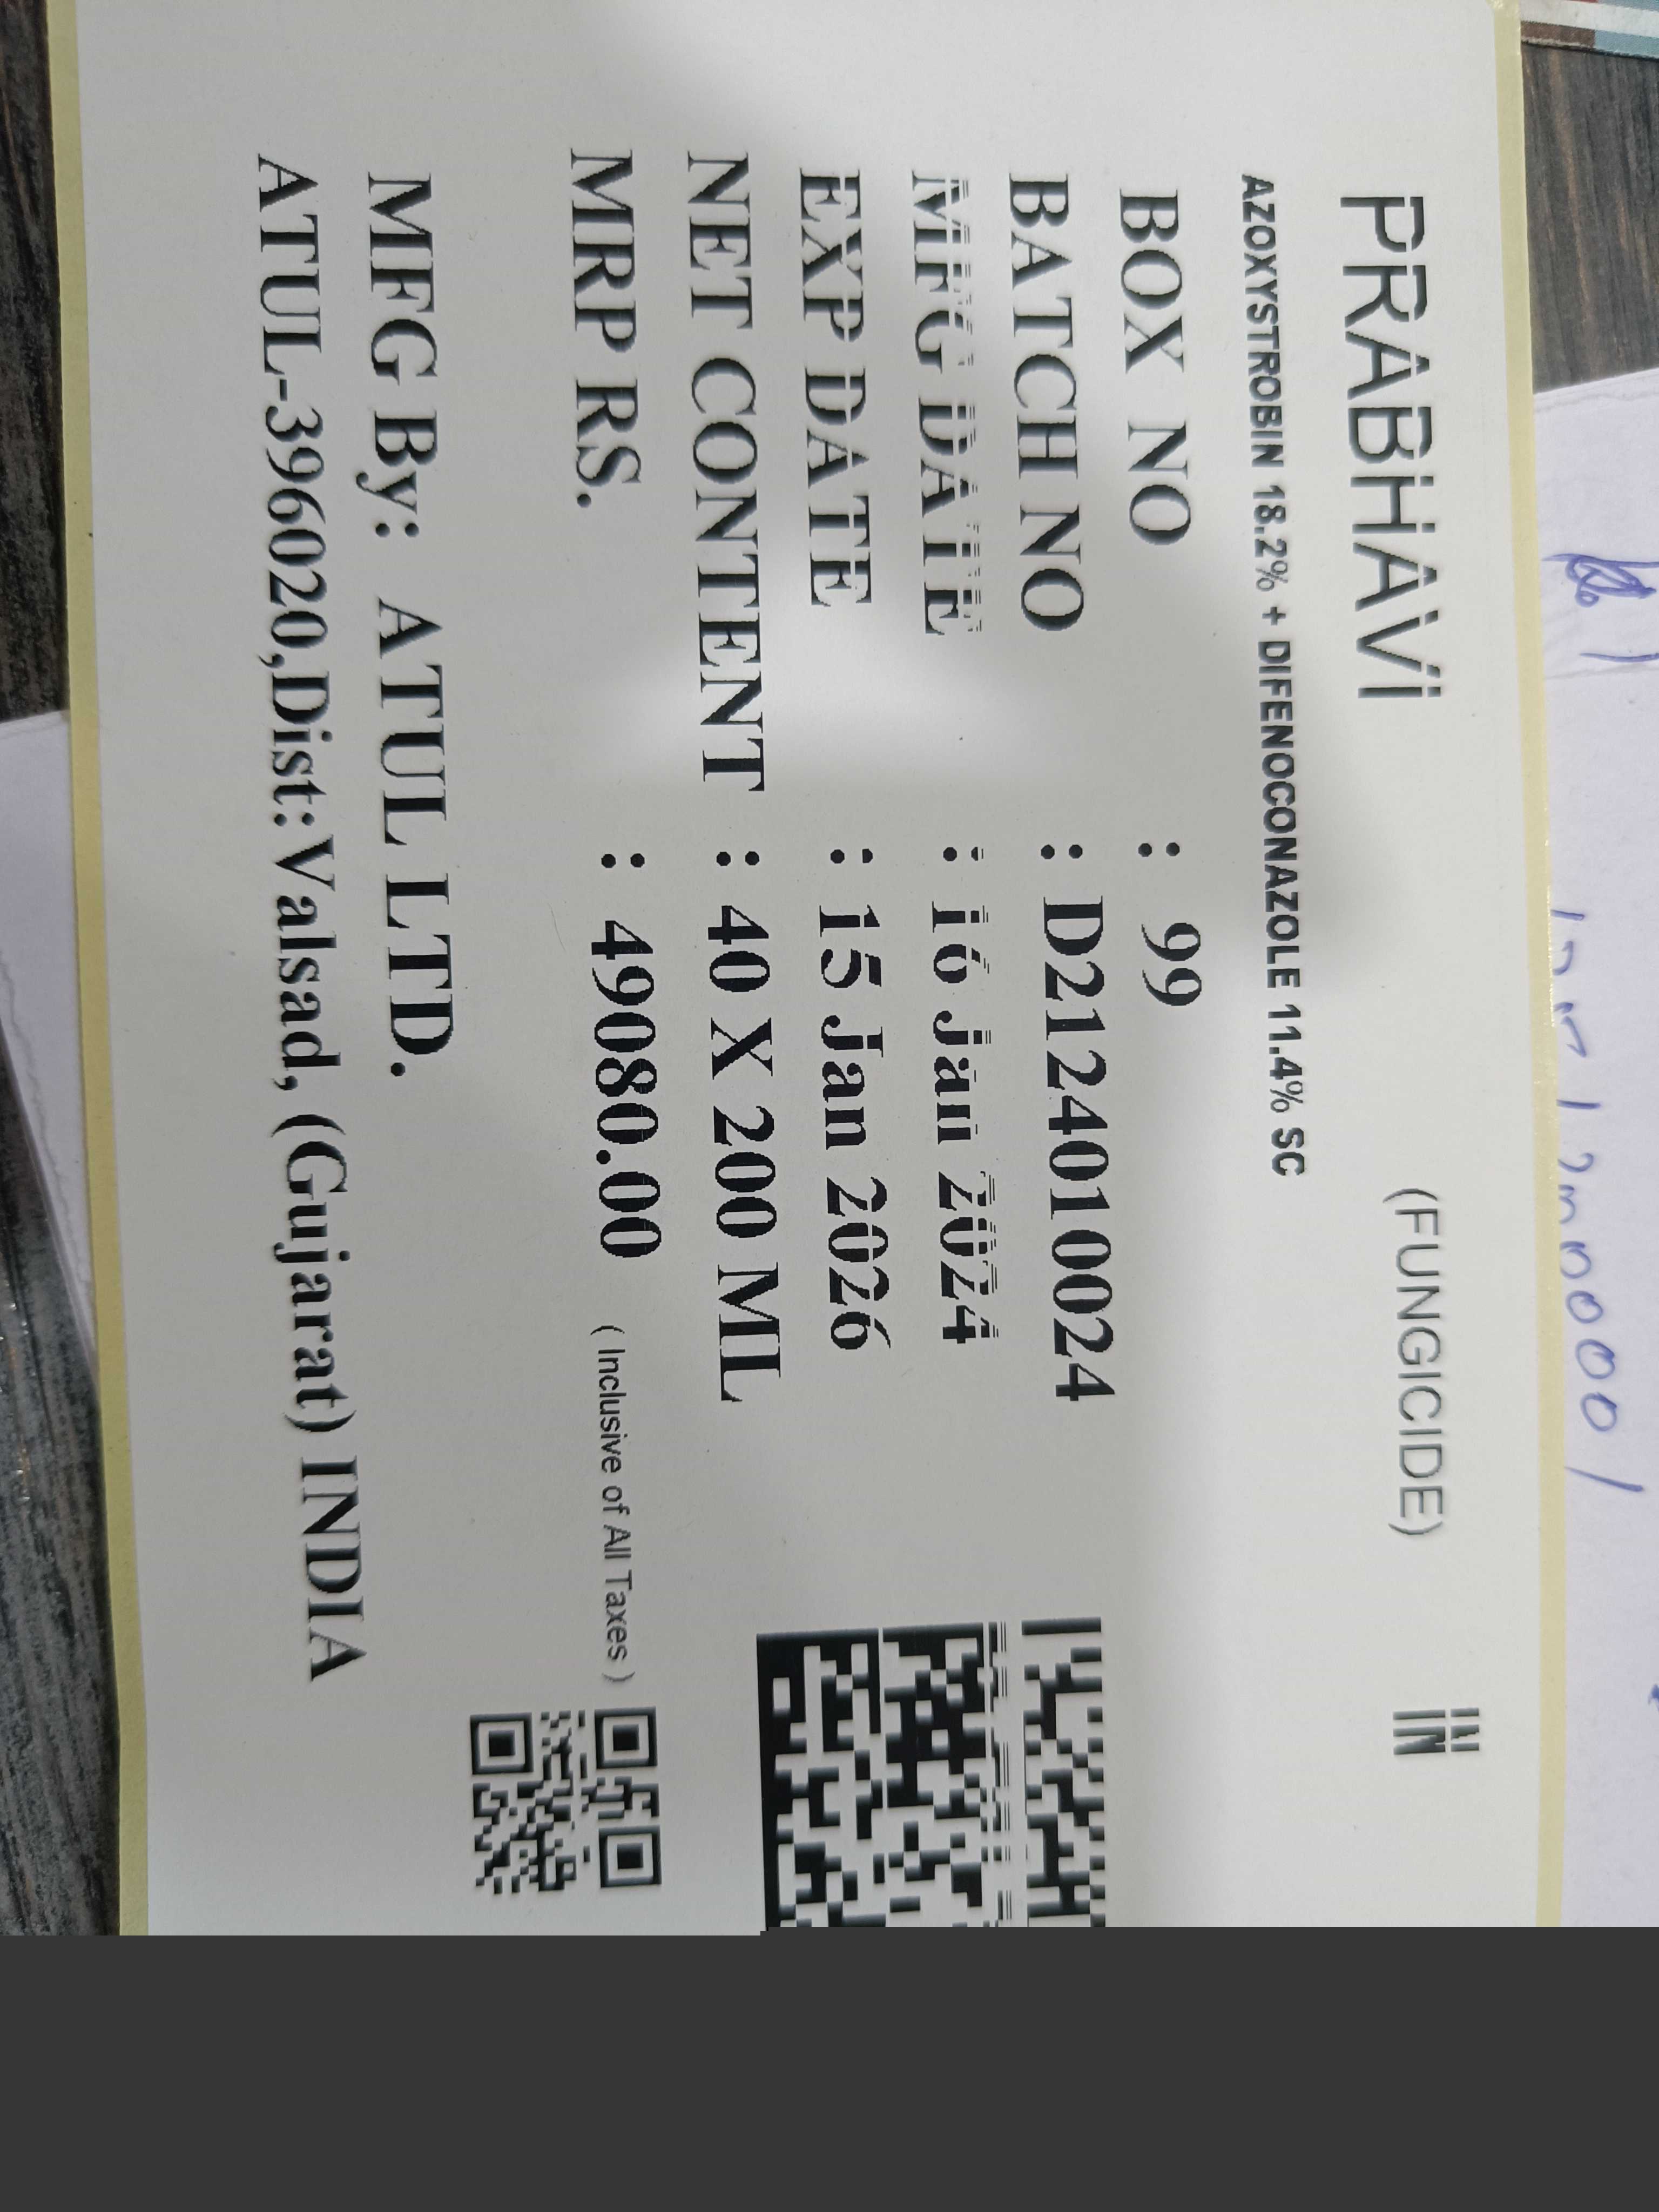 PRABHAVi (FUNGICIDE) IN
AZOXYSTROBIN 18.2% + DIFENOCONAZOLE 11.4% SC
BOX NO : 99
BATCH NO : D2124010024
MFG DATE : 16 Jan 2024
EXP DATE : 15 Jan 2026
NET CONTENT : 40 X 200 ML
MRP RS. : 49080.00 ( Inclusive of All Taxes )
MFG By: ATUL LTD.
ATUL-396020,Dist:Valsad, (Gujarat) INDIA